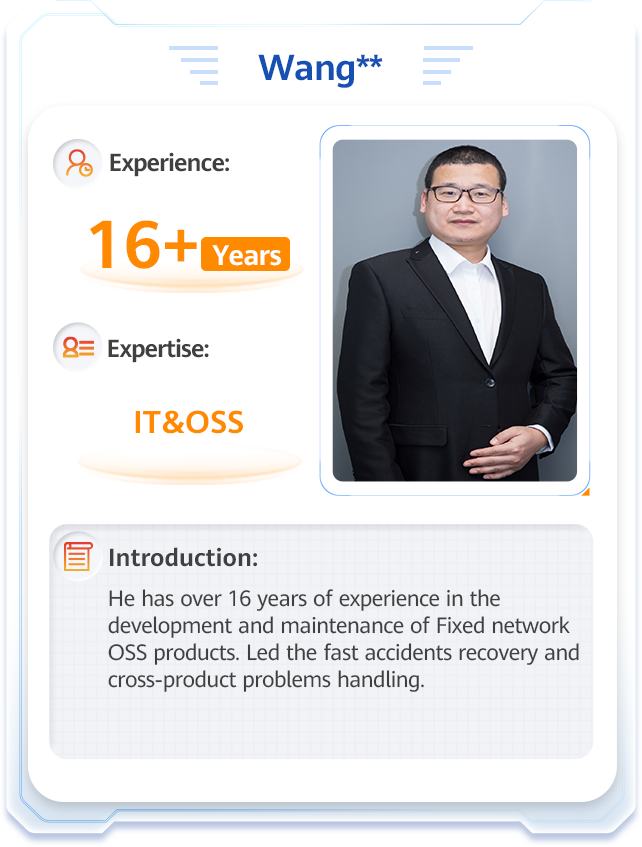 Wang**
Experience:
16+ Years
Expertise:
IT&OSS
Introduction:
He has over 16 years of experience in the
development and maintenance of Fixed network
OSS products. Led the fast accidents recovery and
cross-product problems handling.